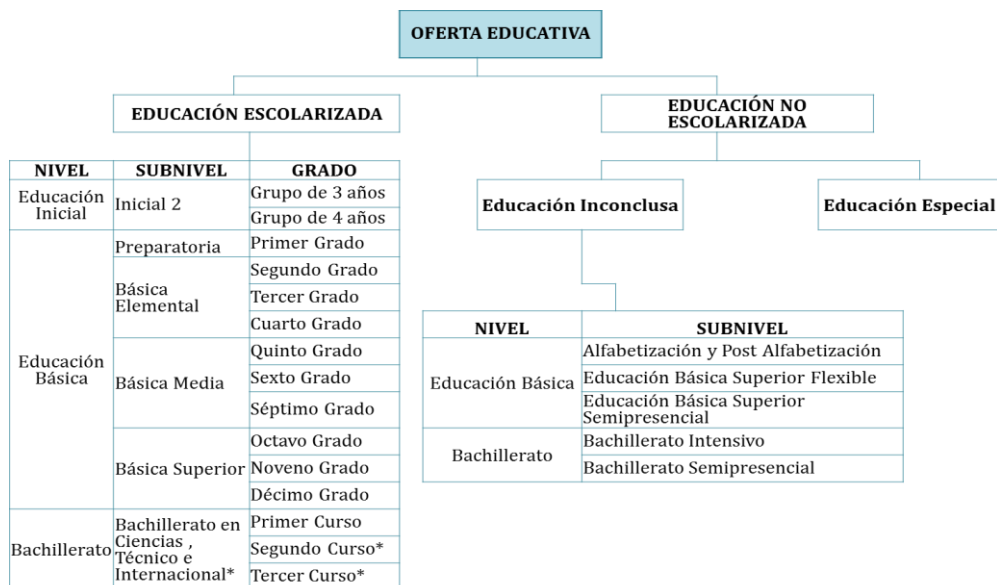 OFERTA EDUCATIVA
EDUCACIÓN ESCOLARIZADA
EDUCACIÓN NO
ESCOLARIZADA
NIVEL SUBNIVEL GRADO
Educación
Inicial
Inicial 2
Grupo de 3 años
Grupo de 4 años
Educación
Básica
Preparatoria
Primer Grado
Básica
Elemental
Segundo Grado
Tercer Grado
Cuarto Grado
Básica Media
Quinto Grado
Sexto Grado
Séptimo Grado
Básica Superior
Octavo Grado
Noveno Grado
Décimo Grado
Bachillerato
Bachillerato en
Ciencias ,
Técnico e
Internacional*
Primer Curso
Segundo Curso*
Tercer Curso*
Educación Inconclusa
Educación Especial
NIVEL SUBNIVEL
Educación Básica
Alfabetización y Post Alfabetización
Educación Básica Superior Flexible
Educación Básica Superior
Semipresencial
Bachillerato
Bachillerato Intensivo
Bachillerato Semipresencial